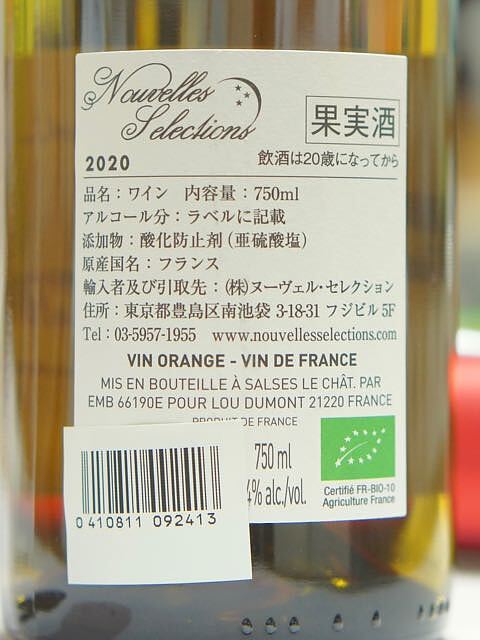 Nouvelles
Selections
果実酒
2020 飲酒は20歳になってから
品名：ワイン 内容量：750ml
アルコール分：ラベルに記載
添加物：酸化防止剤（亜硫酸塩）
原産国名：フランス
輸入者及び引取先：(株)ヌーヴェル・セレクション
住所：東京都豊島区南池袋 3-18-31 フジビル 5F
Tel：03-5957-1955 www.nouvellesselections.com
VIN ORANGE - VIN DE FRANCE
MIS EN BOUTEILLE À SALSES LE CHÂT. PAR
EMB 66190E POUR LOU DUMONT 21220 FRANCE
PRODUIT DE FRANCE
750 ml
4% alc./vol.
Certifié FR-BIO-10
Agriculture France
0 410811 092413